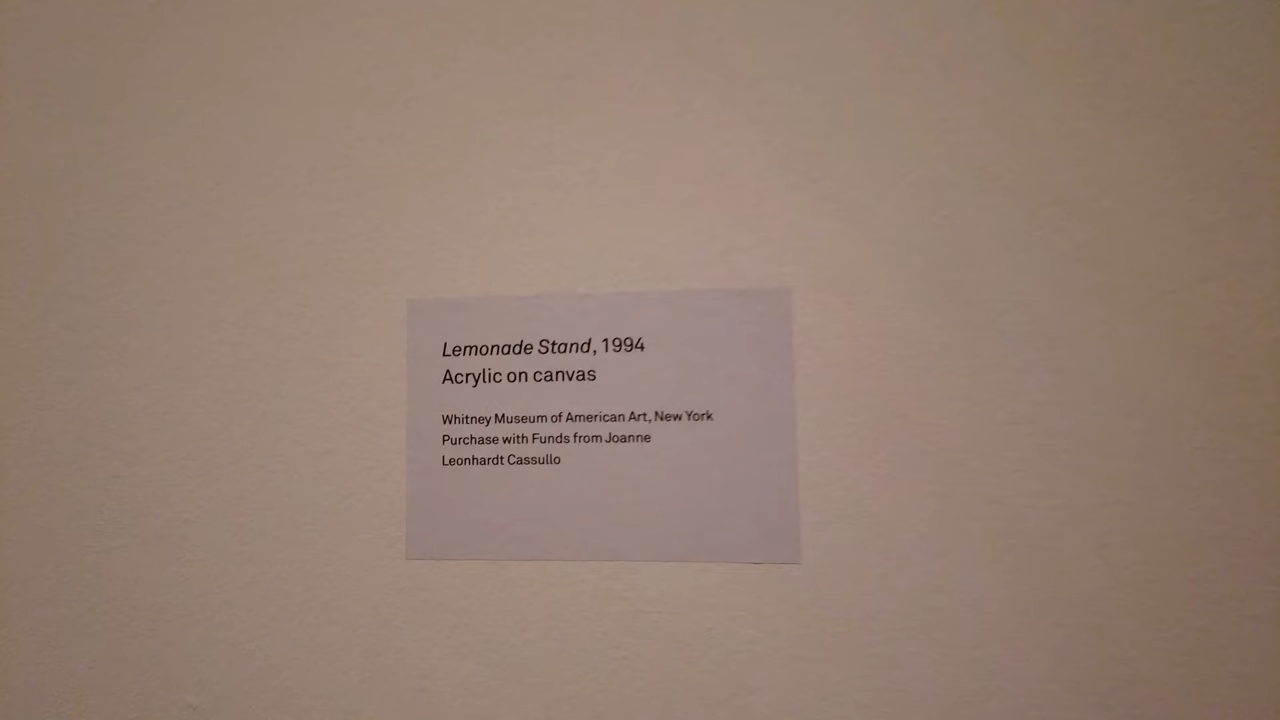 Lemonade Stand, 1994
Acrylic on canvas
Whitney Museum of American Art, New York
Purchase with Funds from Joanne
Leonhardt Cassullo